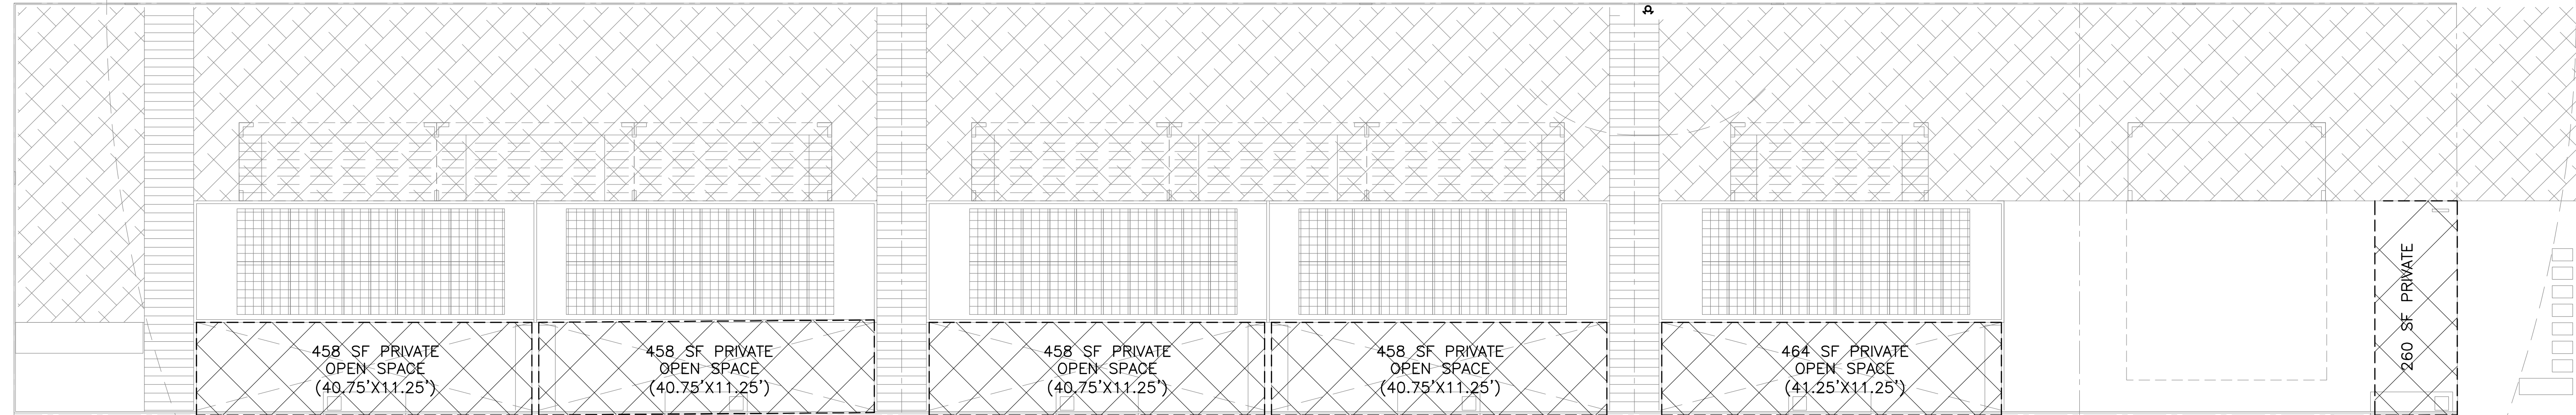 458 SF PRIVATE
OPEN SPACE
(40.75'X11.25')
458 SF PRIVATE
OPEN SPACE
(40.75'X11.25')
458 SF PRIVATE
OPEN SPACE
(40.75'X11.25')
458 SF PRIVATE
OPEN SPACE
(40.75'X11.25')
464 SF PRIVATE
OPEN SPACE
(41.25'X11.25')
260 SF PRIVATE